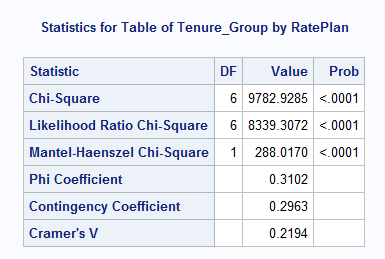 Statistics for Table of Tenure_Group by RatePlan
Statistic DF Value Prob
Chi-Square 6 9782.9285 <.0001
Likelihood Ratio Chi-Square 6 8339.3072 <.0001
Mantel-Haenszel Chi-Square 1 288.0170 <.0001
Phi Coefficient 0.3102
Contingency Coefficient 0.2963
Cramer's V 0.2194